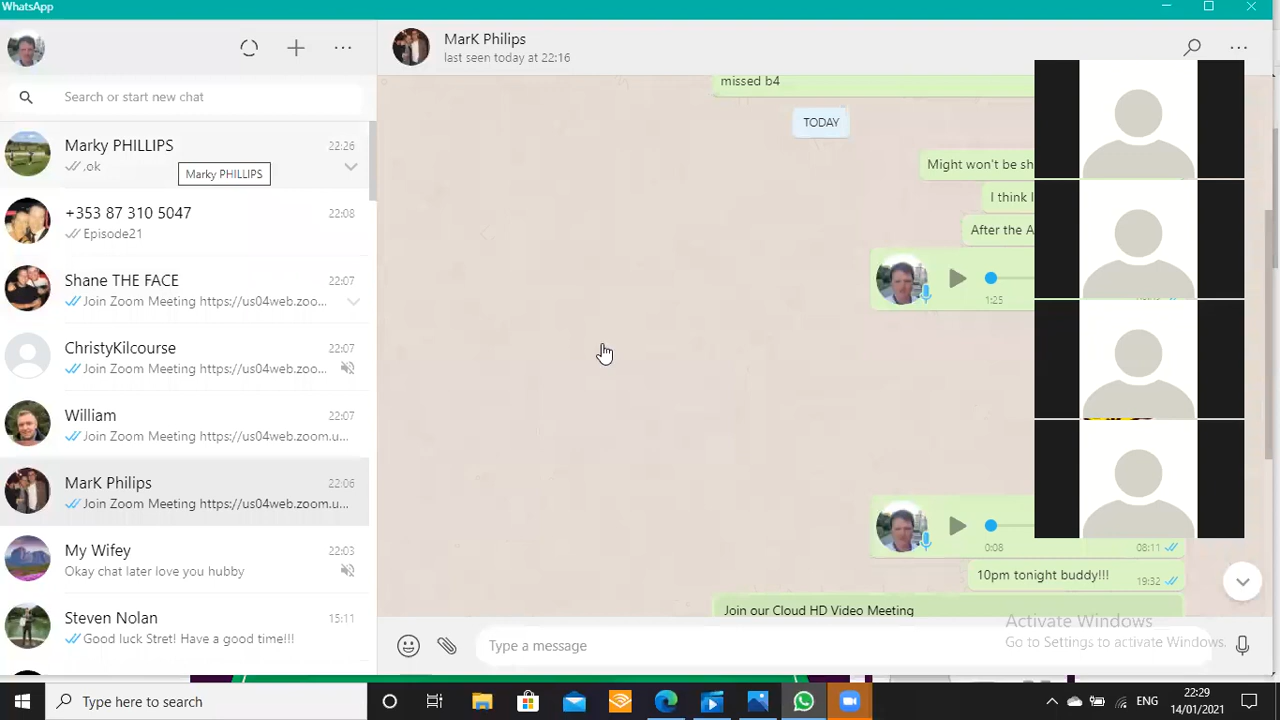 WhatsApp
MarK Philips
last seen today at 22:16
Search or start new chat
Marky PHILLIPS
22:26
.ok
Marky PHILLIPS
+353 87 310 5047
22:08
Episode21
Shane THE FACE
22:07
Join Zoom Meeting https://us04web.zoo...
ChristyKilcourse
22:07
Join Zoom Meeting https://us04web.zoo...
William
22:07
Join Zoom Meeting https://us04web.zoom.u...
MarK Philips
22:06
Join Zoom Meeting https://us04web.zoom.u...
My Wifey
22:03
Okay chat later love you hubby
Steven Nolan
15:11
Good luck Stret! Have a good time!!!
missed b4
TODAY
Might won't be sh
I think I
After the A
1:25
0:08
08:11
10pm tonight buddy!!!
19:32
Join our Cloud HD Video Meeting
Activate Windows
Go to Settings to activate Windows.
Type a message
Type here to search
ENG
22:29
14/01/2021